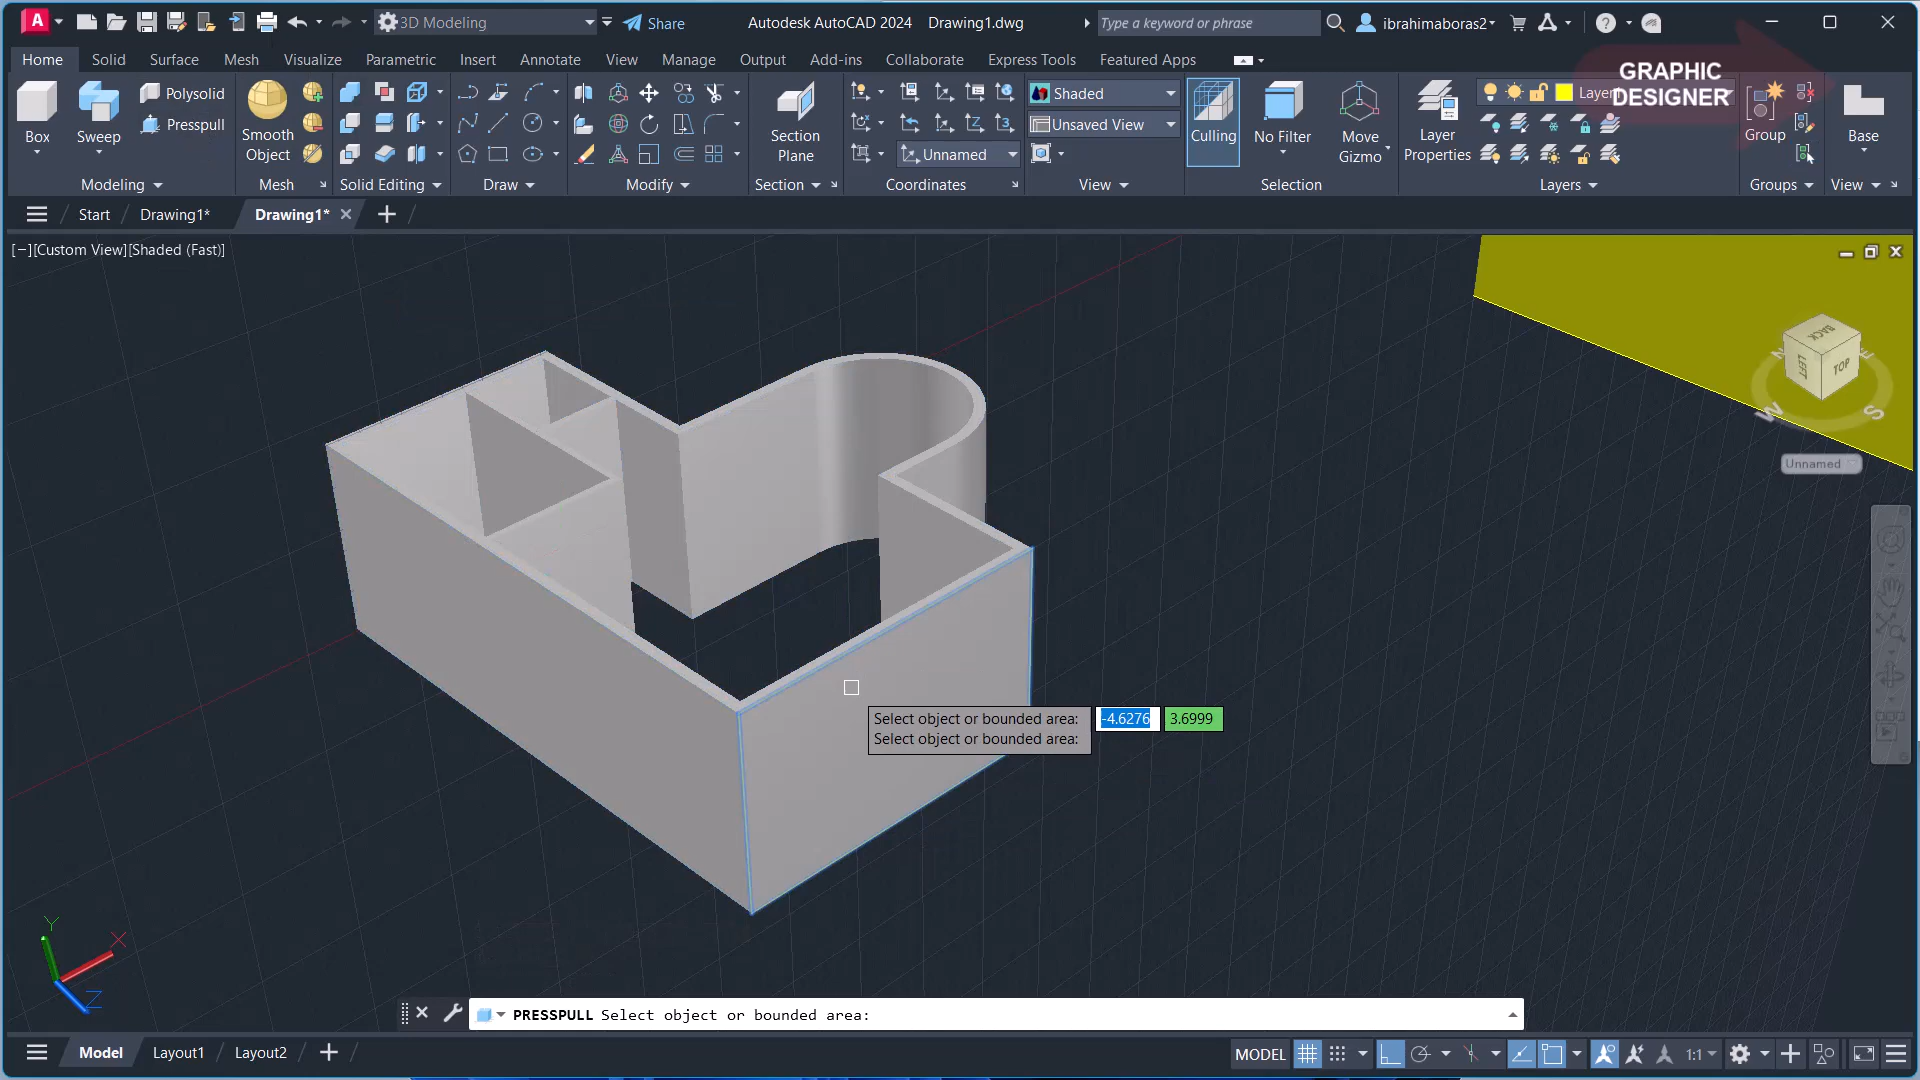 A
3D Modeling
Share
Autodesk AutoCAD 2024 Drawing1.dwg
Type a keyword or phrase
ibrahimaboras2
Home Solid Surface Mesh Visualize Parametric Insert Annotate View Manage Output Add-ins Collaborate Express Tools Featured Apps
GRAPHIC
DESIGNER
Box
Sweep
Polysolid
Presspull
Smooth
Object
Section
Plane
Unnamed
Shaded
Unsaved View
Culling
No Filter
Move
Gizmo
Layer
Properties
Group
Base
Modeling Mesh Solid Editing Draw Modify Section Coordinates View Selection Layers Groups View
Start Drawing1* Drawing1*
[−][Custom View][Shaded (Fast)]
BACK
LEFT
TOP
W
S
Unnamed
Select object or bounded area: -4.6276 3.6999
Select object or bounded area:
Y
X
Z
PRESSPULL Select object or bounded area:
Model Layout1 Layout2
MODEL
1:1